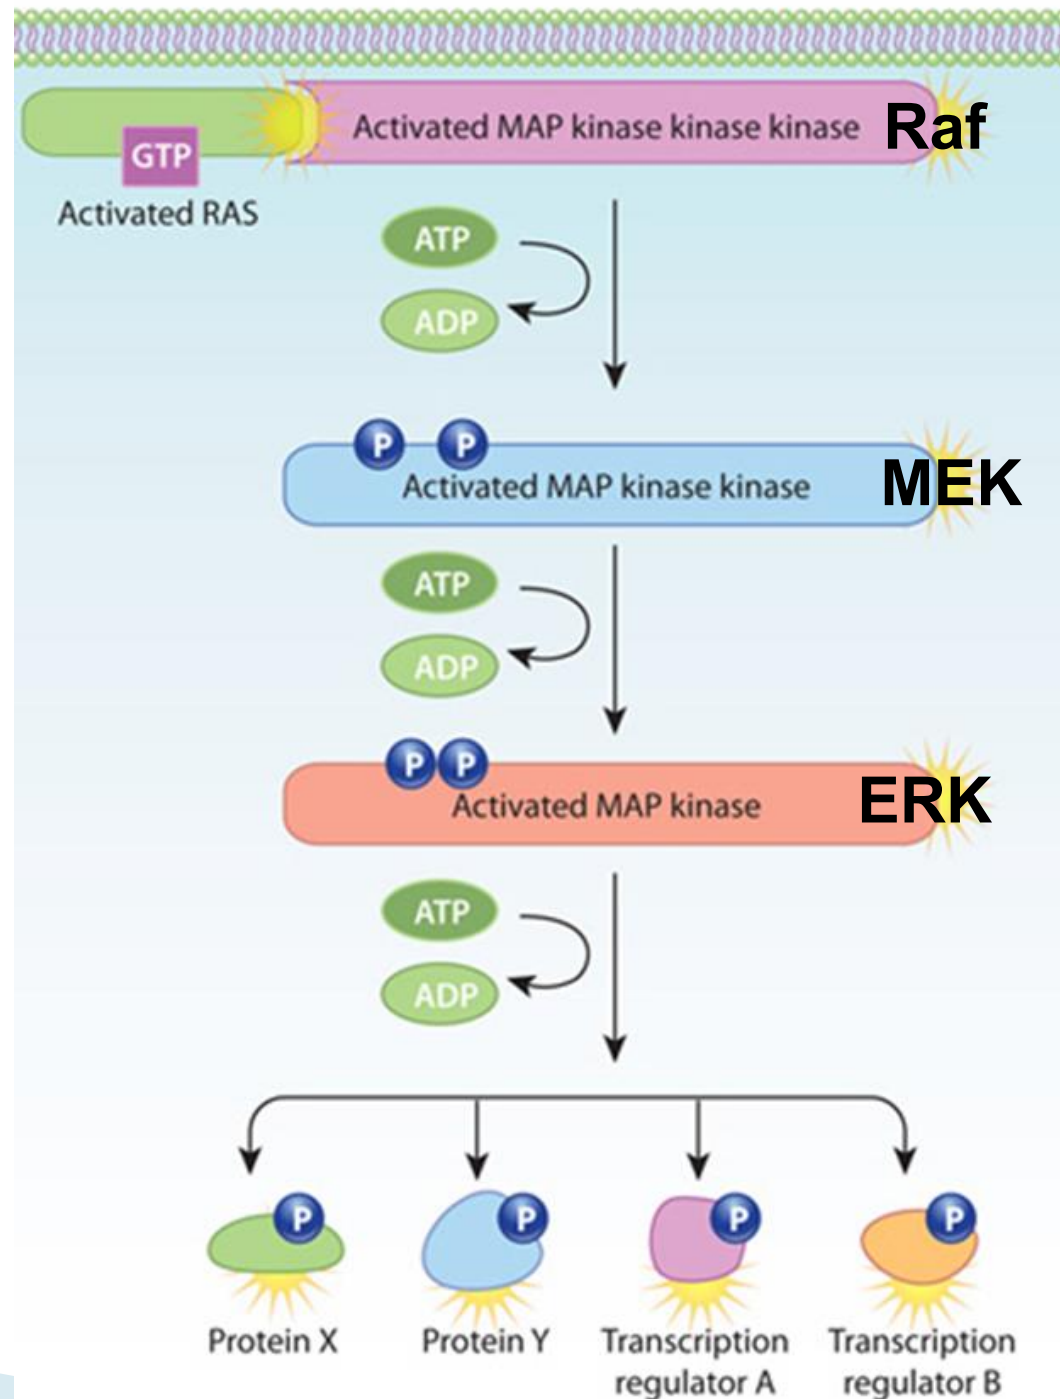 Activated MAP kinase kinase kinase Raf
GTP
Activated RAS
ATP
ADP
P P
Activated MAP kinase kinase MEK
ATP
ADP
P P
Activated MAP kinase ERK
ATP
ADP
P P P P
Protein X
Protein Y
Transcription
regulator A
Transcription
regulator B